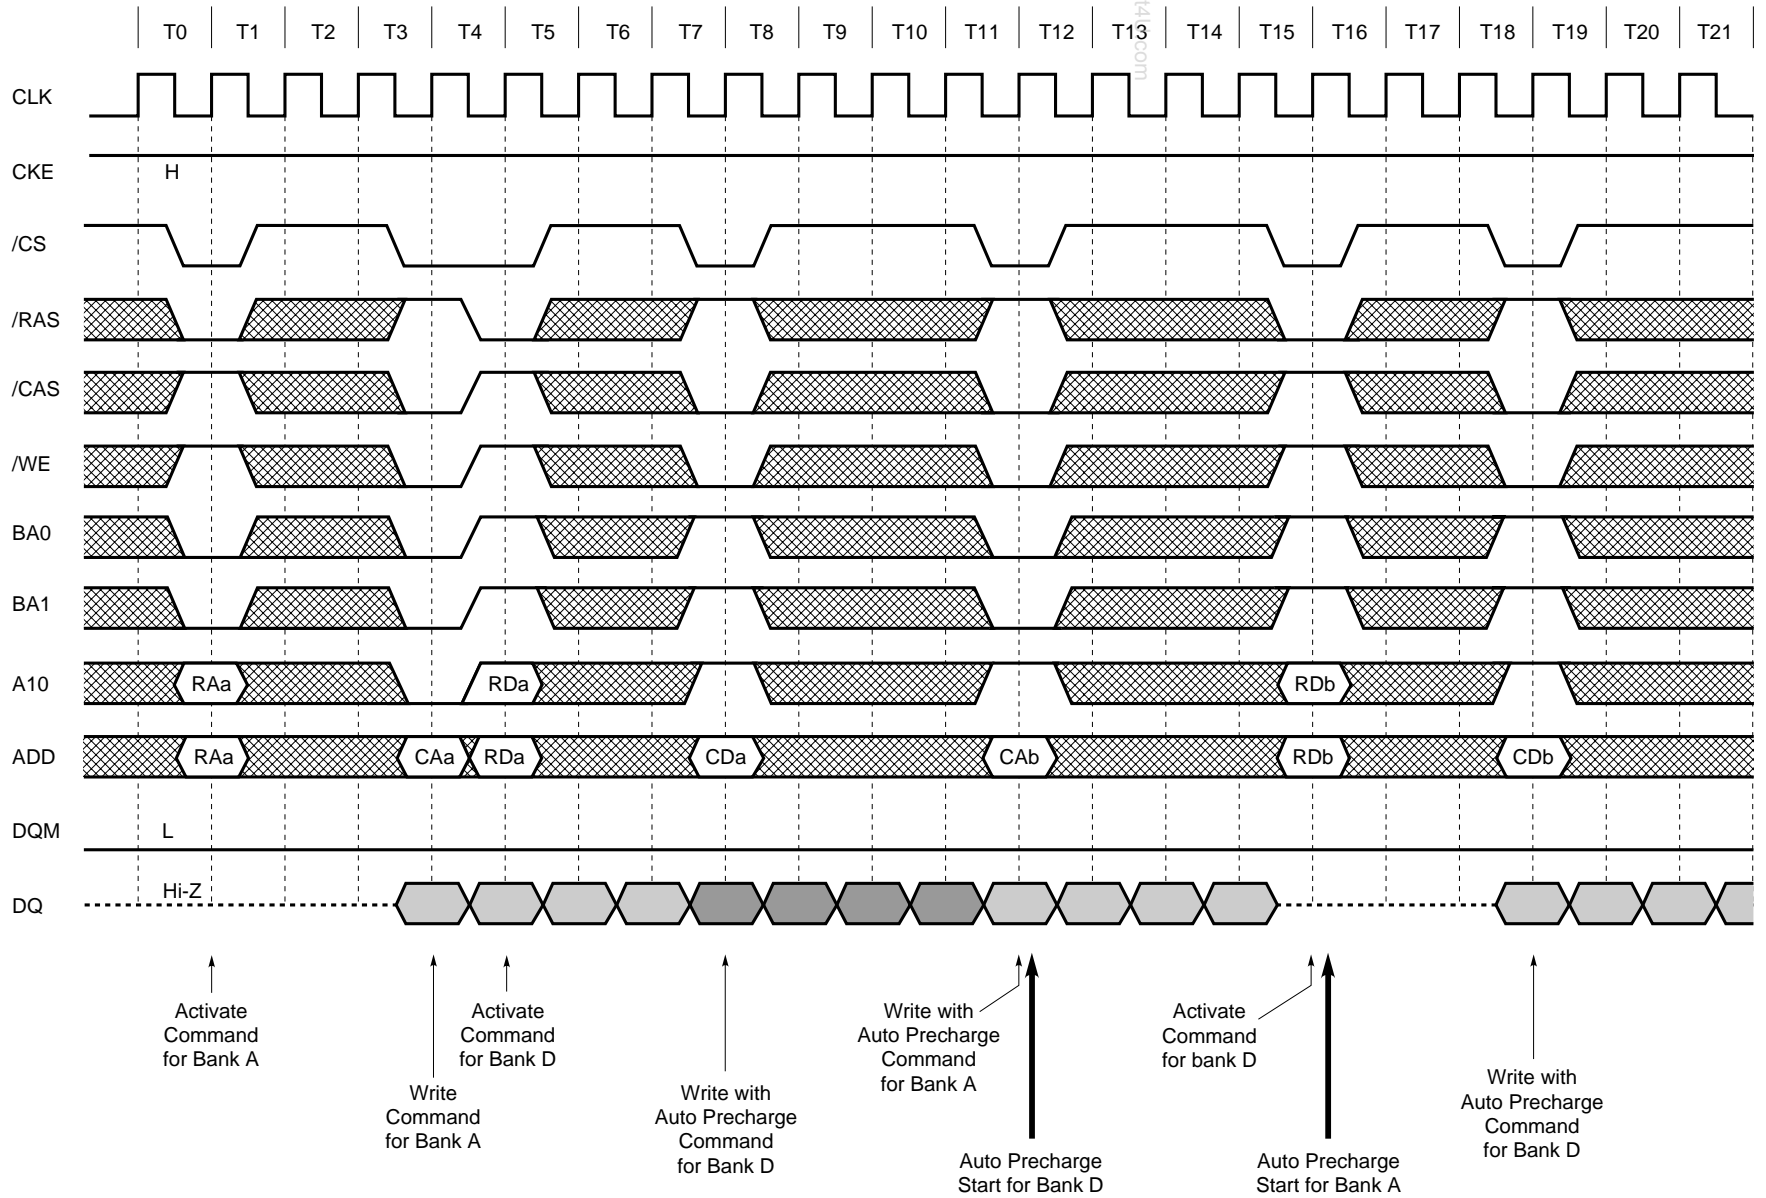 T0 T1 T2 T3 T4 T5 T6 T7 T8 T9 T10 T11 T12 T13 T14 T15 T16 T17 T18 T19 T20 T21
CLK
CKE H
/CS
/RAS
/CAS
/WE
BA0
BA1
A10 RAa RDa RDb
ADD RAa CAa RDa CDa CAb RDb CDb
DQM L
DQ Hi-Z
Activate
Command
for Bank A
Write
Command
for Bank A
Activate
Command
for Bank D
Write with
Auto Precharge
Command
for Bank D
Write with
Auto Precharge
Command
for Bank A
Auto Precharge
Start for Bank D
Activate
Command
for bank D
Auto Precharge
Start for Bank A
Write with
Auto Precharge
Command
for Bank D